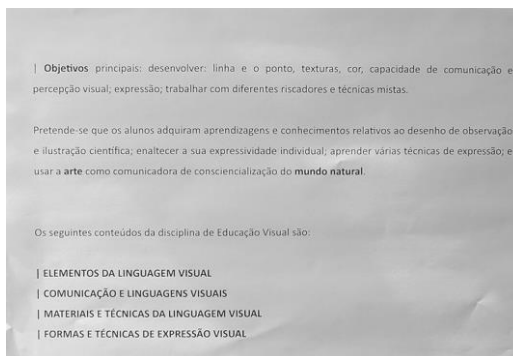 | Objetivos principais: desenvolver: linha e o ponto, texturas, cor, capacidade de comunicação e
percepção visual; expressão; trabalhar com diferentes riscadores e técnicas mistas.
Pretende-se que os alunos adquiram aprendizagens e conhecimentos relativos ao desenho de observação
e ilustração científica; enaltecer a sua expressividade individual; aprender várias técnicas de expressão; e
usar a arte como comunicadora de consciencialização do mundo natural.
Os seguintes conteúdos da disciplina de Educação Visual são:
| ELEMENTOS DA LINGUAGEM VISUAL
| COMUNICAÇÃO E LINGUAGENS VISUAIS
| MATERIAIS E TÉCNICAS DA LINGUAGEM VISUAL
| FORMAS E TÉCNICAS DE EXPRESSÃO VISUAL